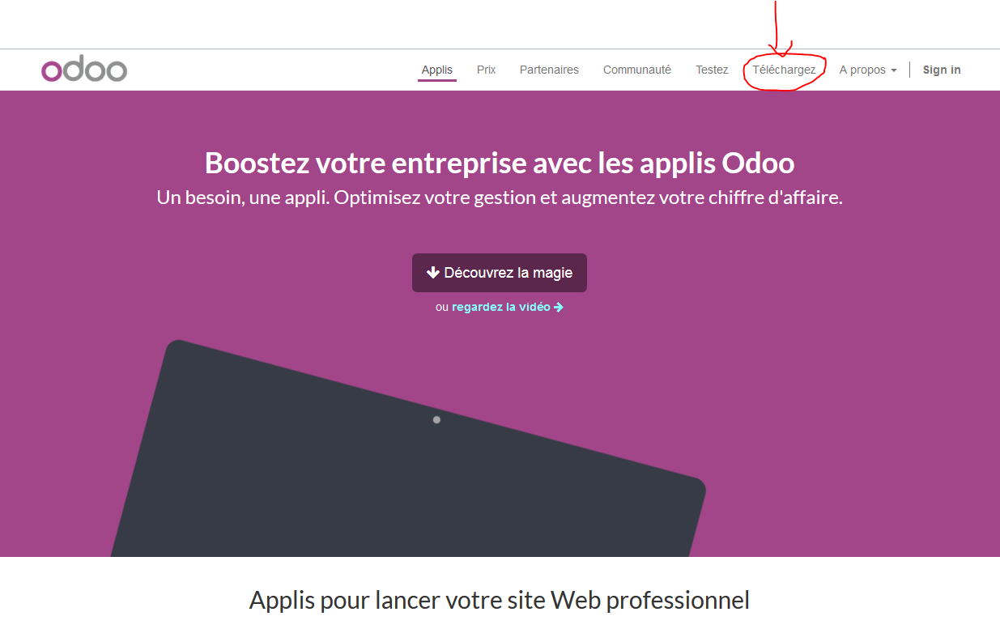 odoo
Applis Prix Partenaires Communauté Testez Téléchargez A propos Sign in
Boostez votre entreprise avec les applis Odoo
Un besoin, une appli. Optimisez votre gestion et augmentez votre chiffre d'affaire.
Découvrez la magie
ou regardez la vidéo
Applis pour lancer votre site Web professionnel